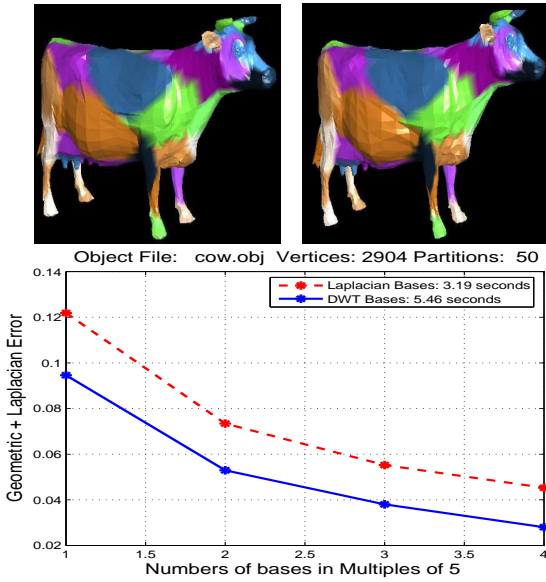 Object File: cow.obj Vertices: 2904 Partitions: 50
0.14
0.12
0.1
0.08
0.06
0.04
0.02
Geometric + Laplacian Error
Laplacian Bases: 3.19 seconds
DWT Bases: 5.46 seconds
1 1.5 2 2.5 3 3.5 4
Numbers of bases in Multiples of 5